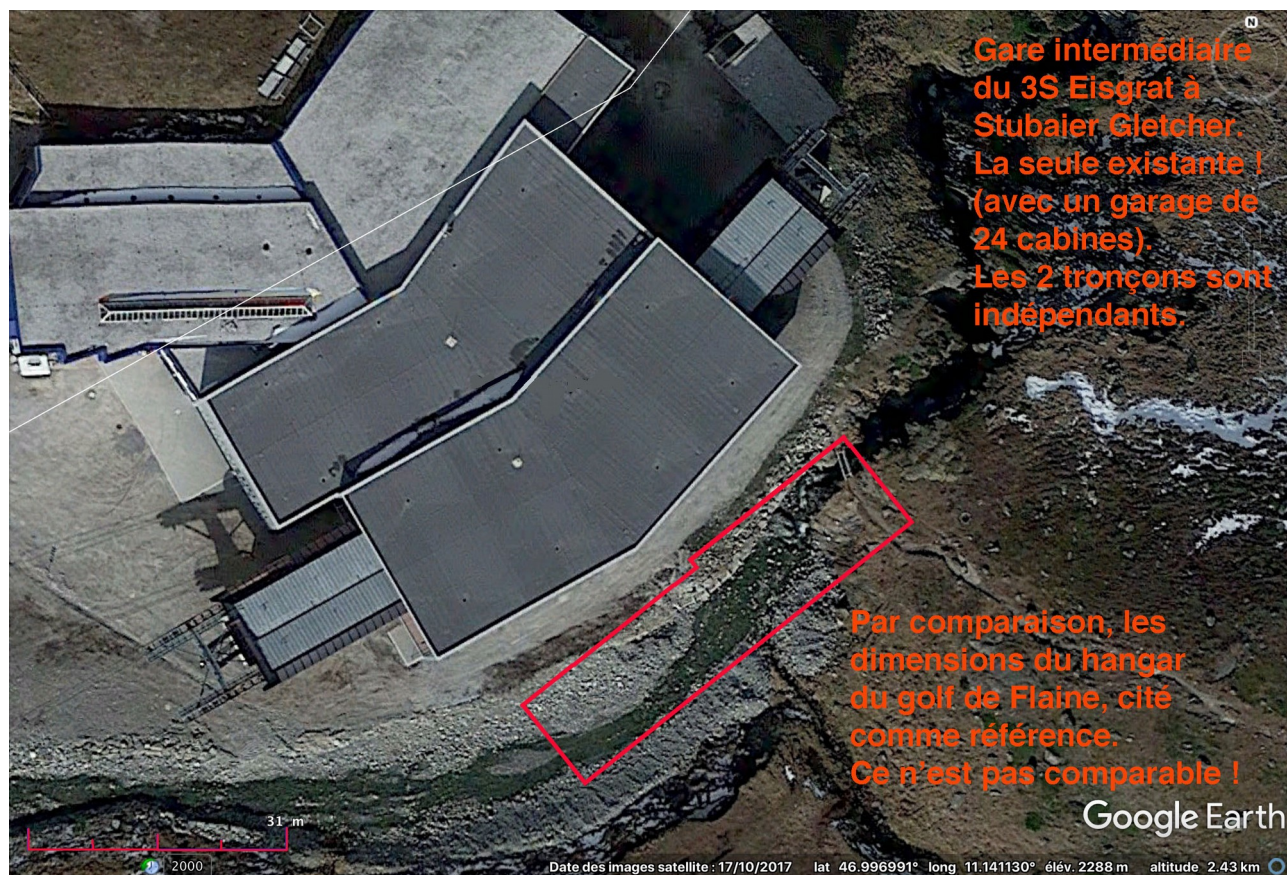 N
Gare intermédiaire
du 3S Eisgrat à
Stubaier Gletcher.
La seule existante !
(avec un garage de
24 cabines).
Les 2 tronçons sont
indépendants.
Par comparaison, les
dimensions du hangar
du golf de Flaine, cité
comme référence.
Ce n'est pas comparable !
Google Earth
31 m
2000
Date des images satellite : 17/10/2017 lat 46.996991° long 11.141130° élév. 2288 m altitude 2.43 km